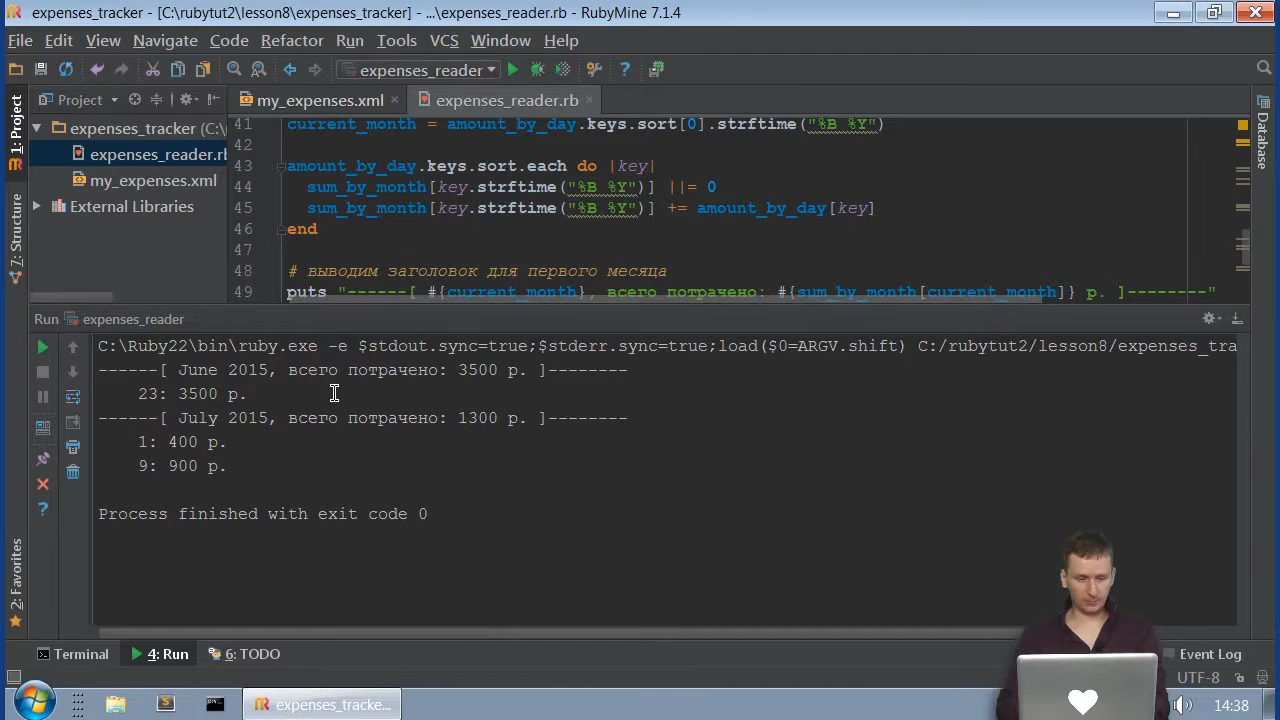 expenses_tracker - [C:\rubytut2\lesson8\expenses_tracker] - ...\expenses_reader.rb - RubyMine 7.1.4
File Edit View Navigate Code Refactor Run Tools VCS Window Help
expenses_reader
Project
my_expenses.xml
expenses_reader.rb
1: Project
7: Structure
2: Favorites
Database
expenses_tracker (C:\
expenses_reader.rb
my_expenses.xml
External Libraries
41 current_month = amount_by_day.keys.sort[0].strftime("%B %Y")
42
43 amount_by_day.keys.sort.each do |key|
44 sum_by_month[key.strftime("%B %Y")] ||= 0
45 sum_by_month[key.strftime("%B %Y")] += amount_by_day[key]
46 end
47
48 # выводим заголовок для первого месяца
49 puts "------[ #{current_month}, всего потрачено: #{sum_by_month[current_month]} р. ]--------"
Run expenses_reader
C:\Ruby22\bin\ruby.exe -e $stdout.sync=true;$stderr.sync=true;load($0=ARGV.shift) C:/rubytut2/lesson8/expenses_tra
------[ June 2015, всего потрачено: 3500 р. ]--------
23: 3500 р.
------[ July 2015, всего потрачено: 1300 р. ]--------
1: 400 р.
9: 900 р.
Process finished with exit code 0
Terminal 4: Run 6: TODO Event Log
UTF-8
expenses_tracke... 14:38